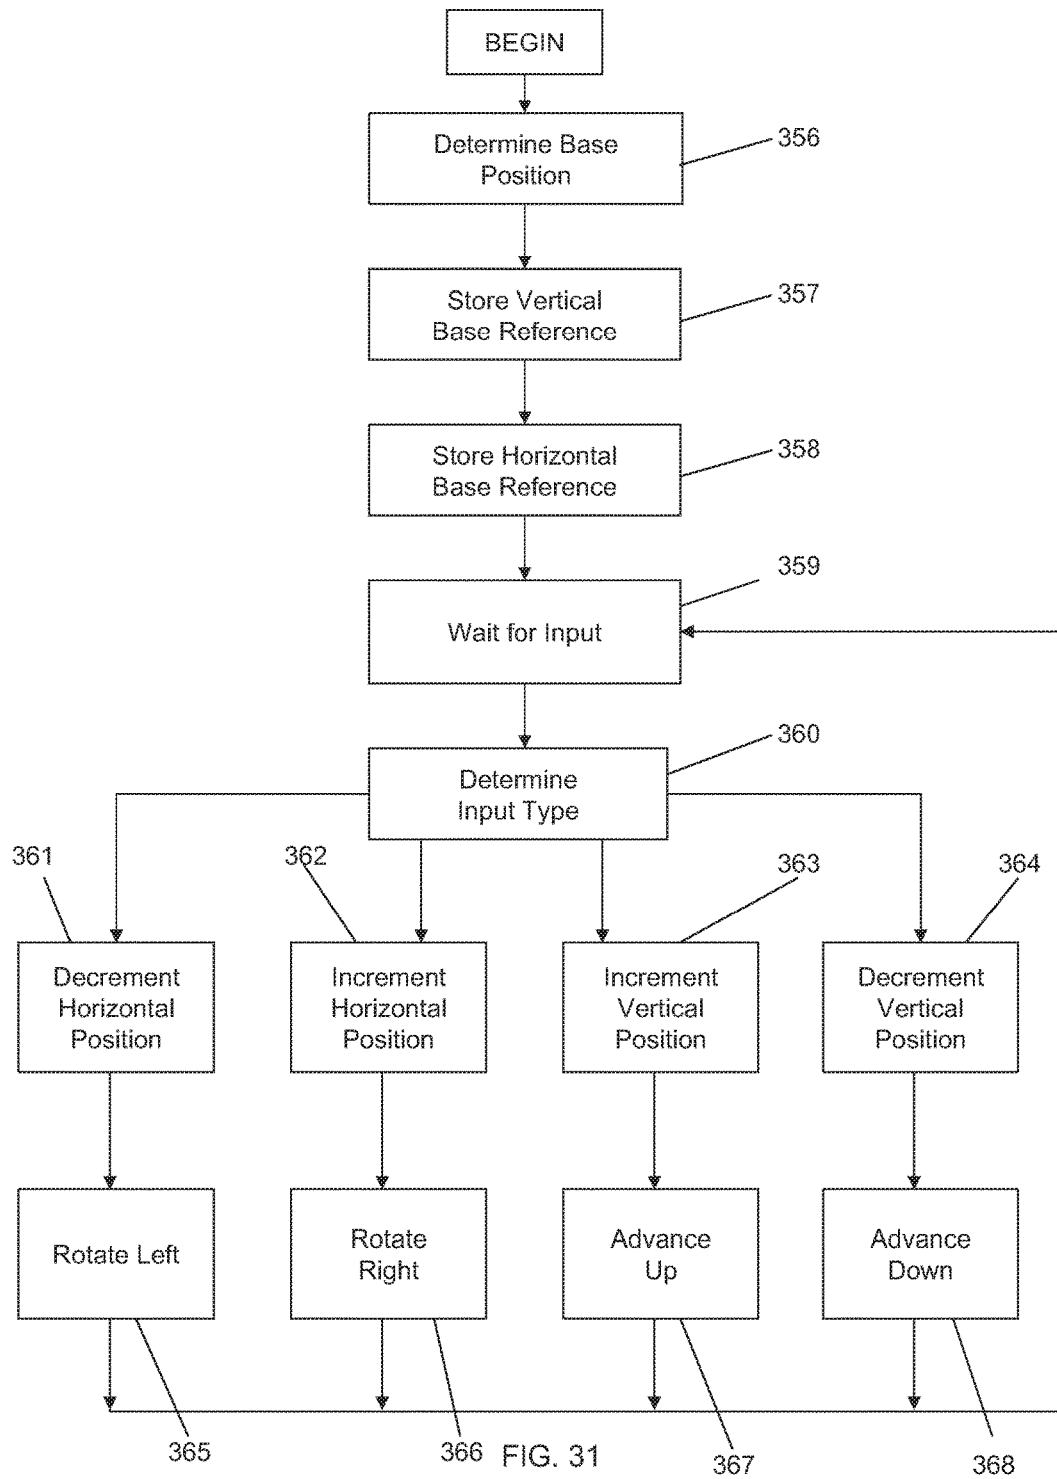 BEGIN
Determine Base
Position
356
Store Vertical
Base Reference
357
Store Horizontal
Base Reference
358
359
Wait for Input
360
Determine
Input Type
361
362
363
364
Decrement
Horizontal
Position
Increment
Horizontal
Position
Increment
Vertical
Position
Decrement
Vertical
Position
Rotate Left
Rotate
Right
Advance
Up
Advance
Down
365
366
FIG. 31
367
368